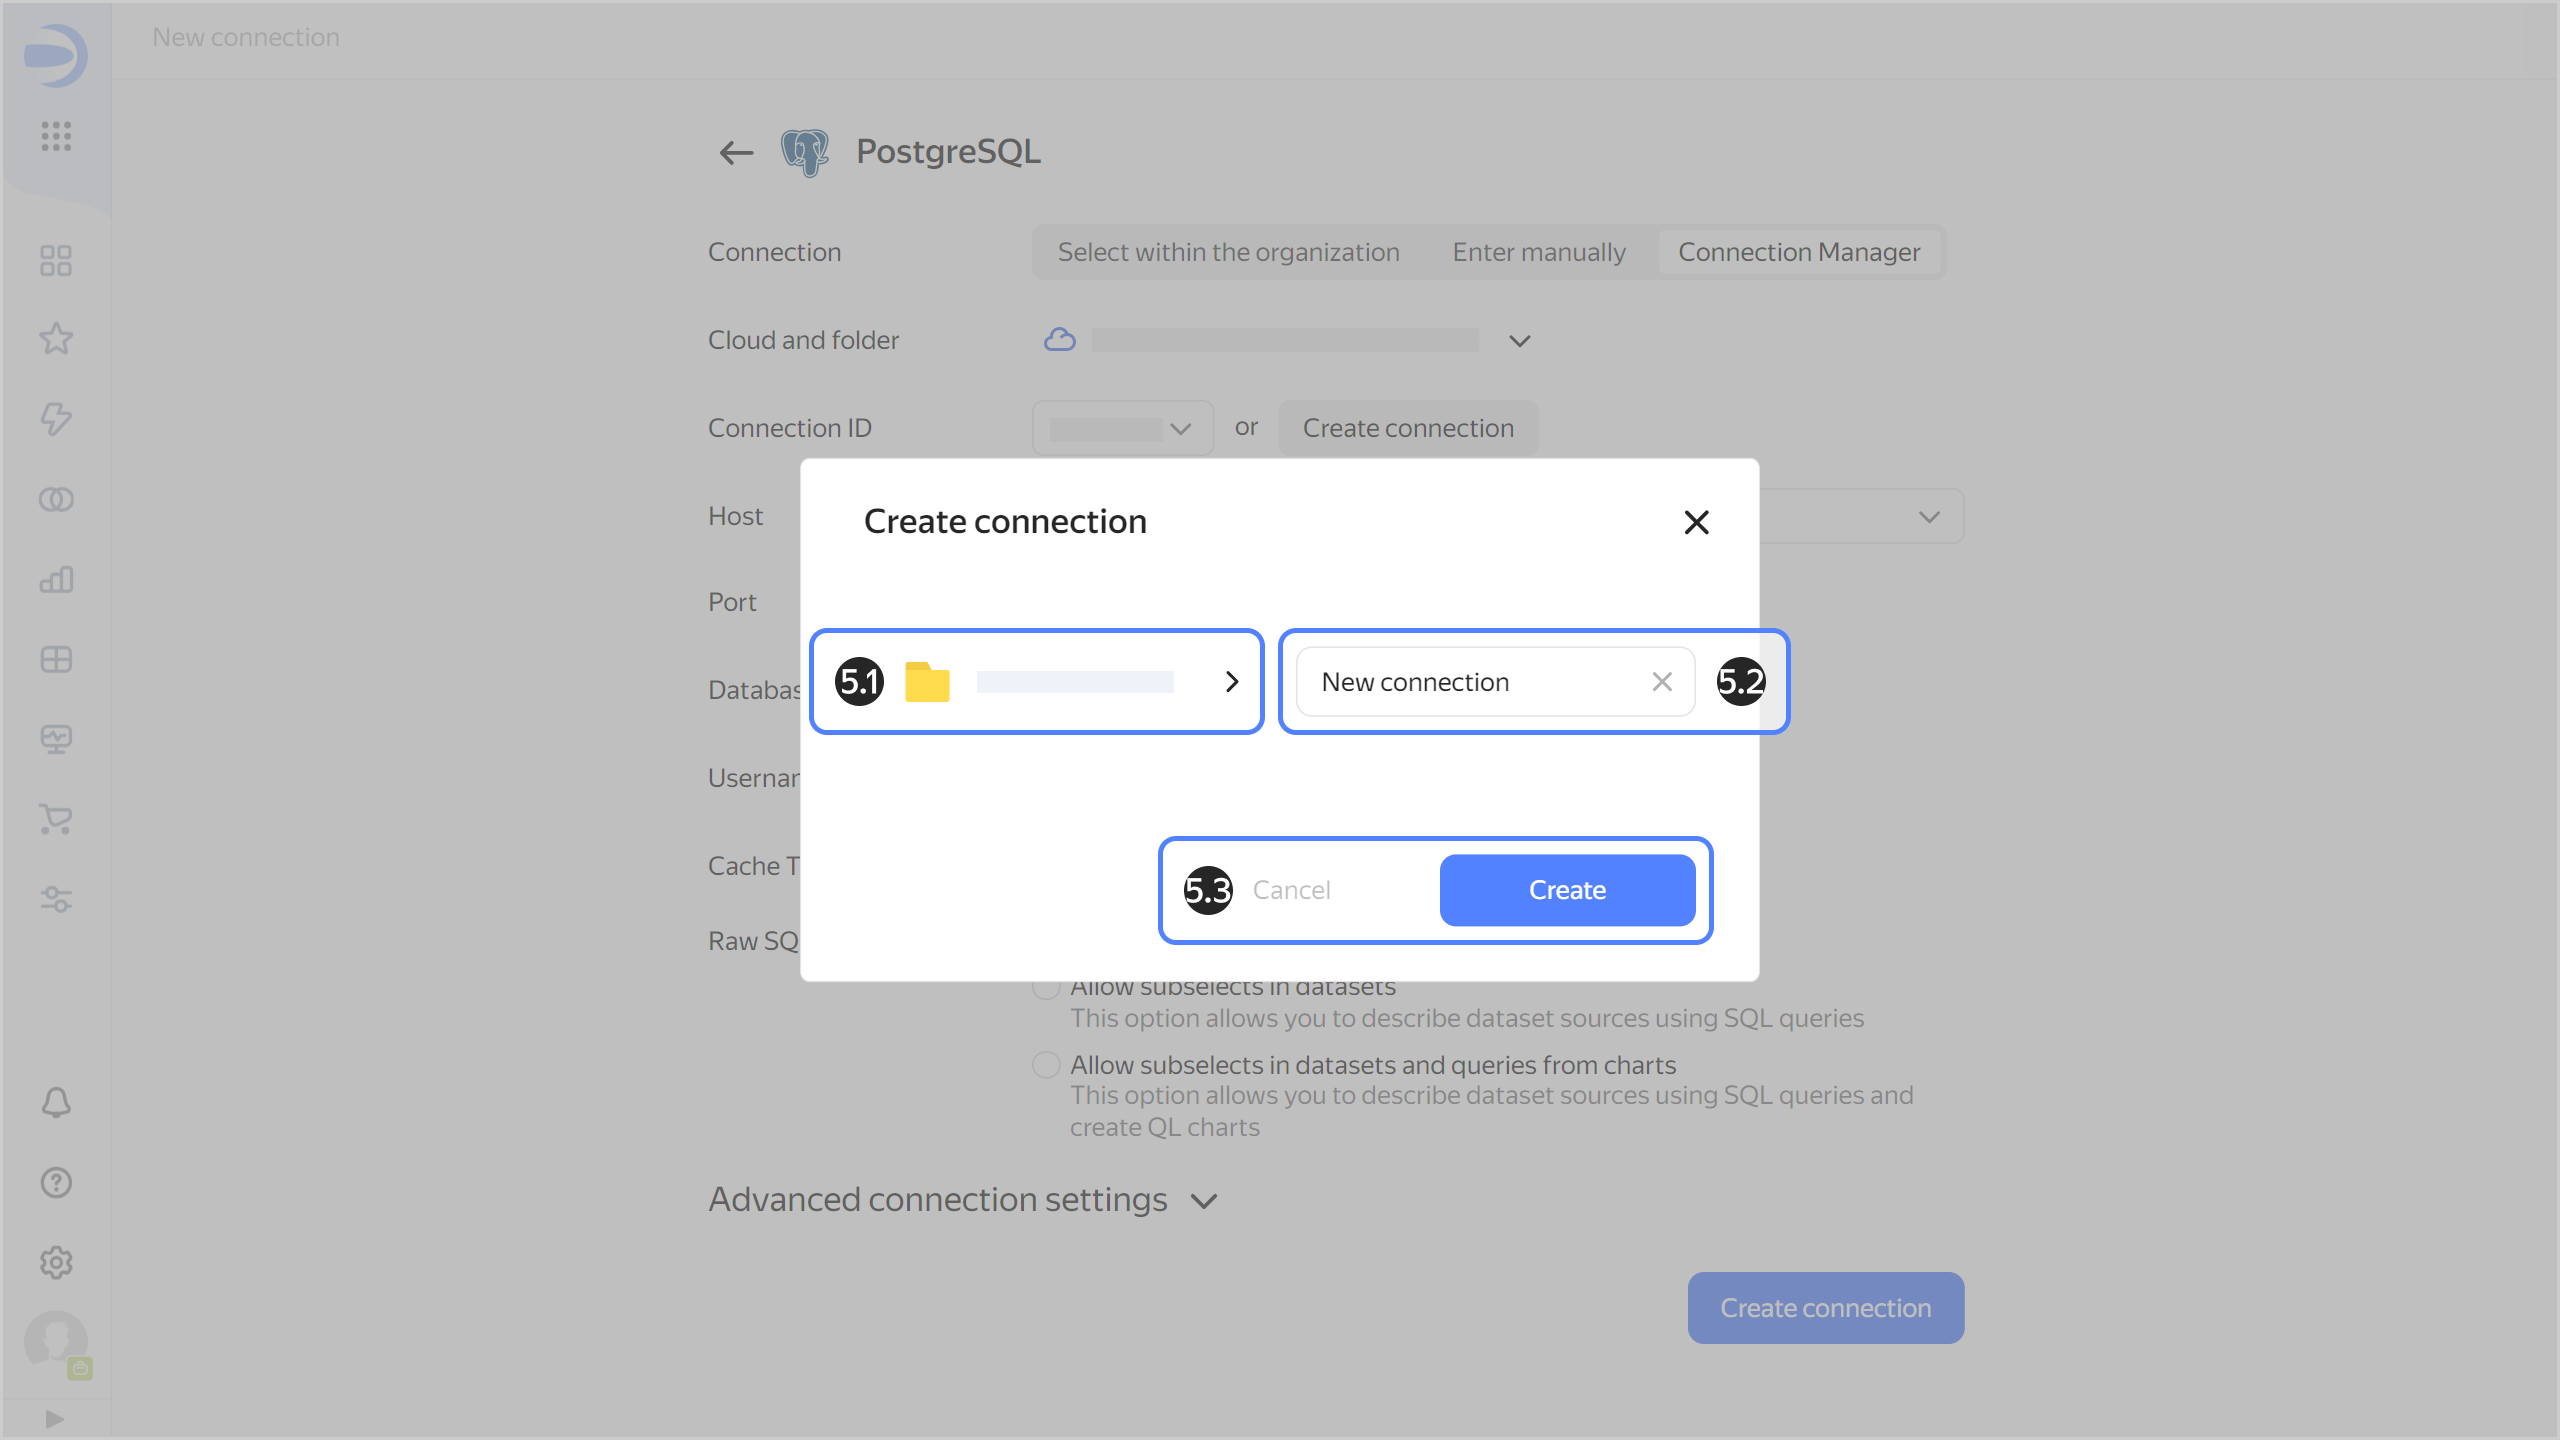 New connection
PostgreSQL
Connection Select within the organization Enter manually Connection Manager
Cloud and folder
Connection ID or Create connection
Host
Create connection
Port
5.1 New connection 5.2
Databas
Usernar
Cache T
5.3 Cancel Create
Raw SQ
Allow subselects in datasets
This option allows you to describe dataset sources using SQL queries
Allow subselects in datasets and queries from charts
This option allows you to describe dataset sources using SQL queries and
create QL charts
Advanced connection settings
Create connection